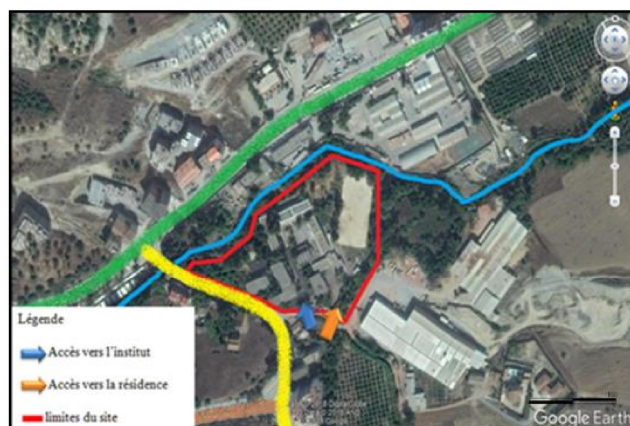 Légende
Accès vers l'institut
Accès vers la résidence
limites du site
Google Earth